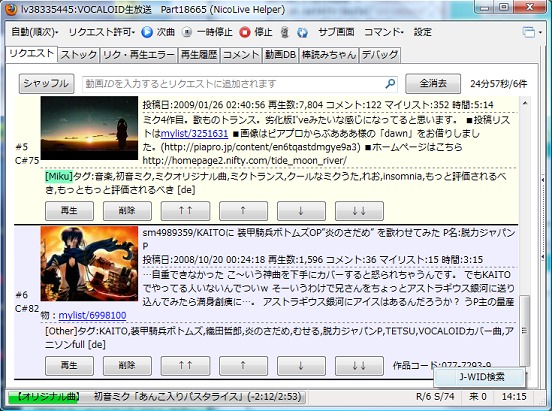 lv38335445:VOCALOID生放送 Part18665 (NicoLive Helper)
自動(順次) リクエスト許可 次曲 一時停止 停止 サブ画面 コマンド 設定
リクエスト ストック リク・再生エラー 再生履歴 コメント 動画DB 棒読みちゃん デバッグ
シャッフル 動画IDを入力するとリクエストに追加されます 全消去 24分57秒/6件
投稿日:2009/01/26 02:40:56 再生数:7,804 コメント:122 マイリスト:352 時間:5:14
ミク4作目。数ものトランス。劣化版I'veみたいな感じになってると思います。 ■投稿リス
トはmylist/3251631 ■画像はピアプロからぶあああ様の「dawn」をお借りしまし
た。(http://piapro.jp/content/en6tqastdmgye9a3) ■ホームページはこちら
http://homepage2.nifty.com/tide_moon_river/
#5
C#75
[Miku]タグ:音楽,初音ミク,ミクオリジナル曲,ミクトランス,クールなミクうた,れお,insomnia,もっと評価されるべ
き,もっともっと評価されるべき [de]
再生 削除 ↑↑ ↑ ↓ ↓↓
sm4989359/KAITOに 装甲騎兵ボトムズOP"炎のさだめ" を歌わせてみた P名:脱力ジャパン
P
投稿日:2008/10/20 00:24:18 再生数:1,596 コメント:36 マイリスト:15 時間:3:15
…自重できなかった こ~いう神曲を下手にカバーすると怒られちゃうんです。 でもKAITO
でやってる人いないんでついw そーいうわけで兄さんをちょっとアストラギウス銀河に送り
込んでみたら満身創痍に…。 アストラギウス銀河にアイスはあるんだろうか? うP主の量産
物:mylist/6998100
#6
C#82
[Other]タグ:KAITO,装甲騎兵ボトムズ,織田哲郎,炎のさだめ,むせる,脱力ジャパンP,TETSU,VOCALOIDカバー曲,ア
ニソンfull [de]
再生 削除 ↑↑ ↑ ↓ ↓↓ 作品コード:077-7293-9
J-WID検索
【オリジナル曲】 初音ミク「あんこ入りパスタライス」(-2:12/2:53) R/6 S/74 来 0 14:15